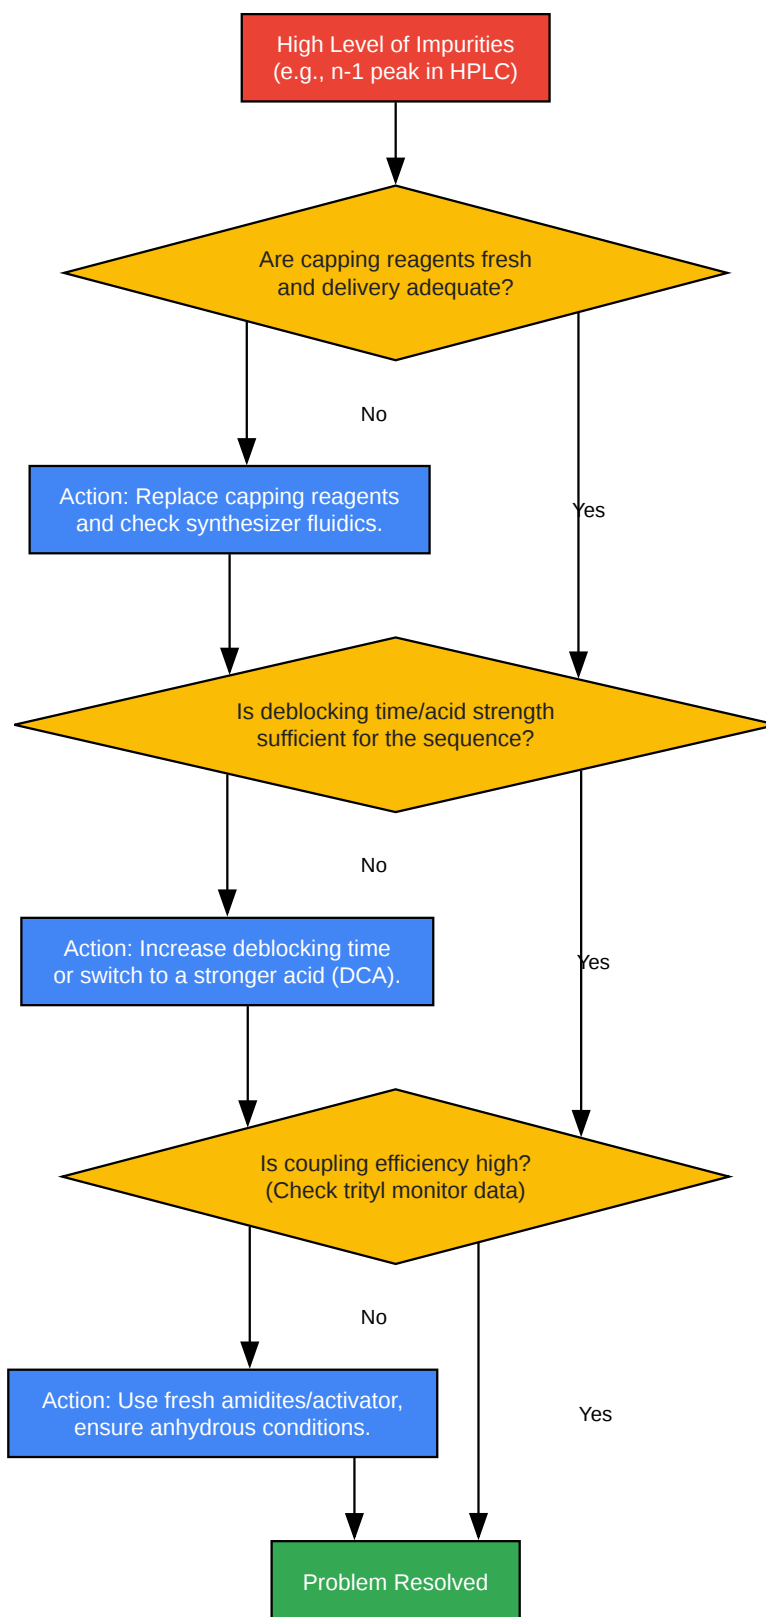 High Level of Impurities
(e.g., n-1 peak in HPLC)
Are capping reagents fresh
and delivery adequate?
No
Action: Replace capping reagents
and check synthesizer fluidics.
Yes
Is deblocking time/acid strength
sufficient for the sequence?
No
Action: Increase deblocking time
or switch to a stronger acid (DCA).
Yes
Is coupling efficiency high?
(Check trityl monitor data)
No
Action: Use fresh amidites/activator,
ensure anhydrous conditions.
Yes
Problem Resolved